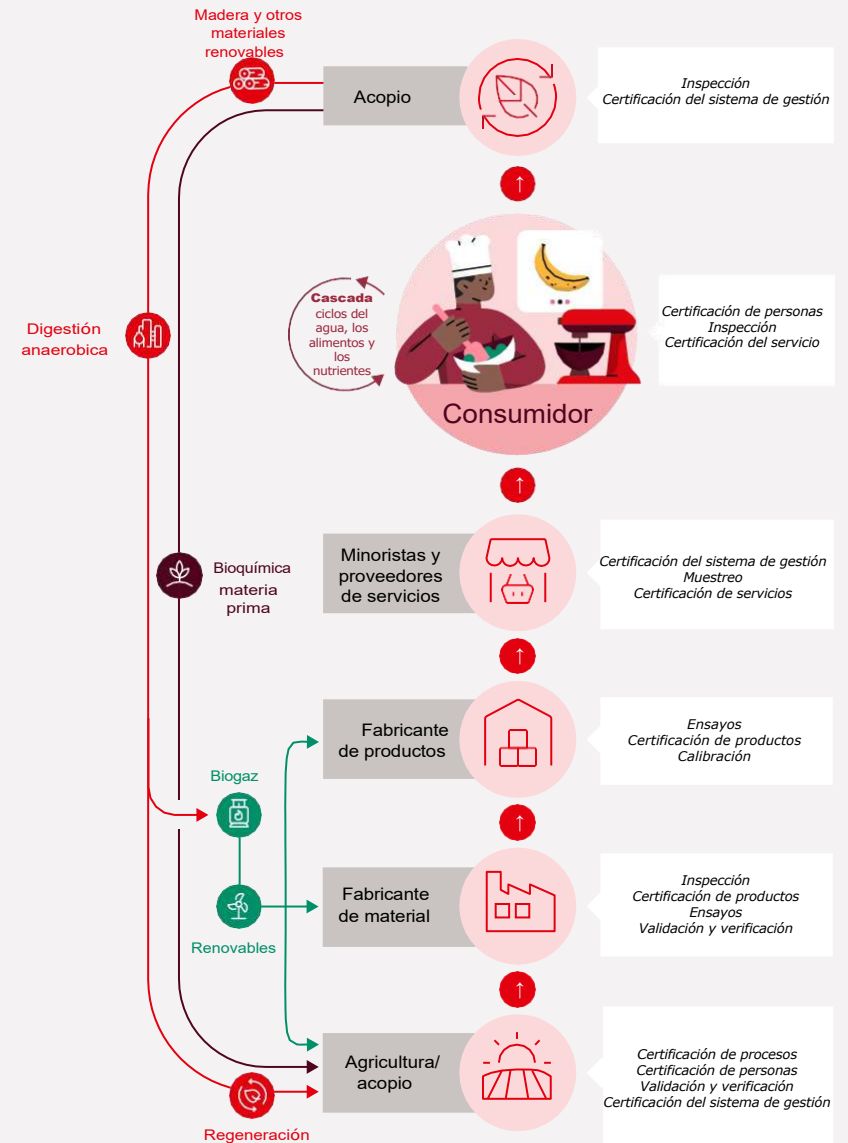 Madera y otros
materiales
renovables
Acopio
Inspección
Certificación del sistema de gestión
Cascada
ciclos del
agua, los
alimentos y
los
nutrientes
Consumidor
Certificación de personas
Inspección
Certificación del servicio
Digestión
anaerobica
Bioquímica
materia
prima
Minoristas y
proveedores
de servicios
Certificación del sistema de gestión
Muestreo
Certificación de servicios
Fabricante
de productos
Ensayos
Certificación de productos
Calibración
Biogaz
Renovables
Fabricante
de material
Inspección
Certificación de productos
Ensayos
Validación y verificación
Agricultura/
acopio
Certificación de procesos
Certificación de personas
Validación y verificación
Certificación del sistema de gestión
Regeneración